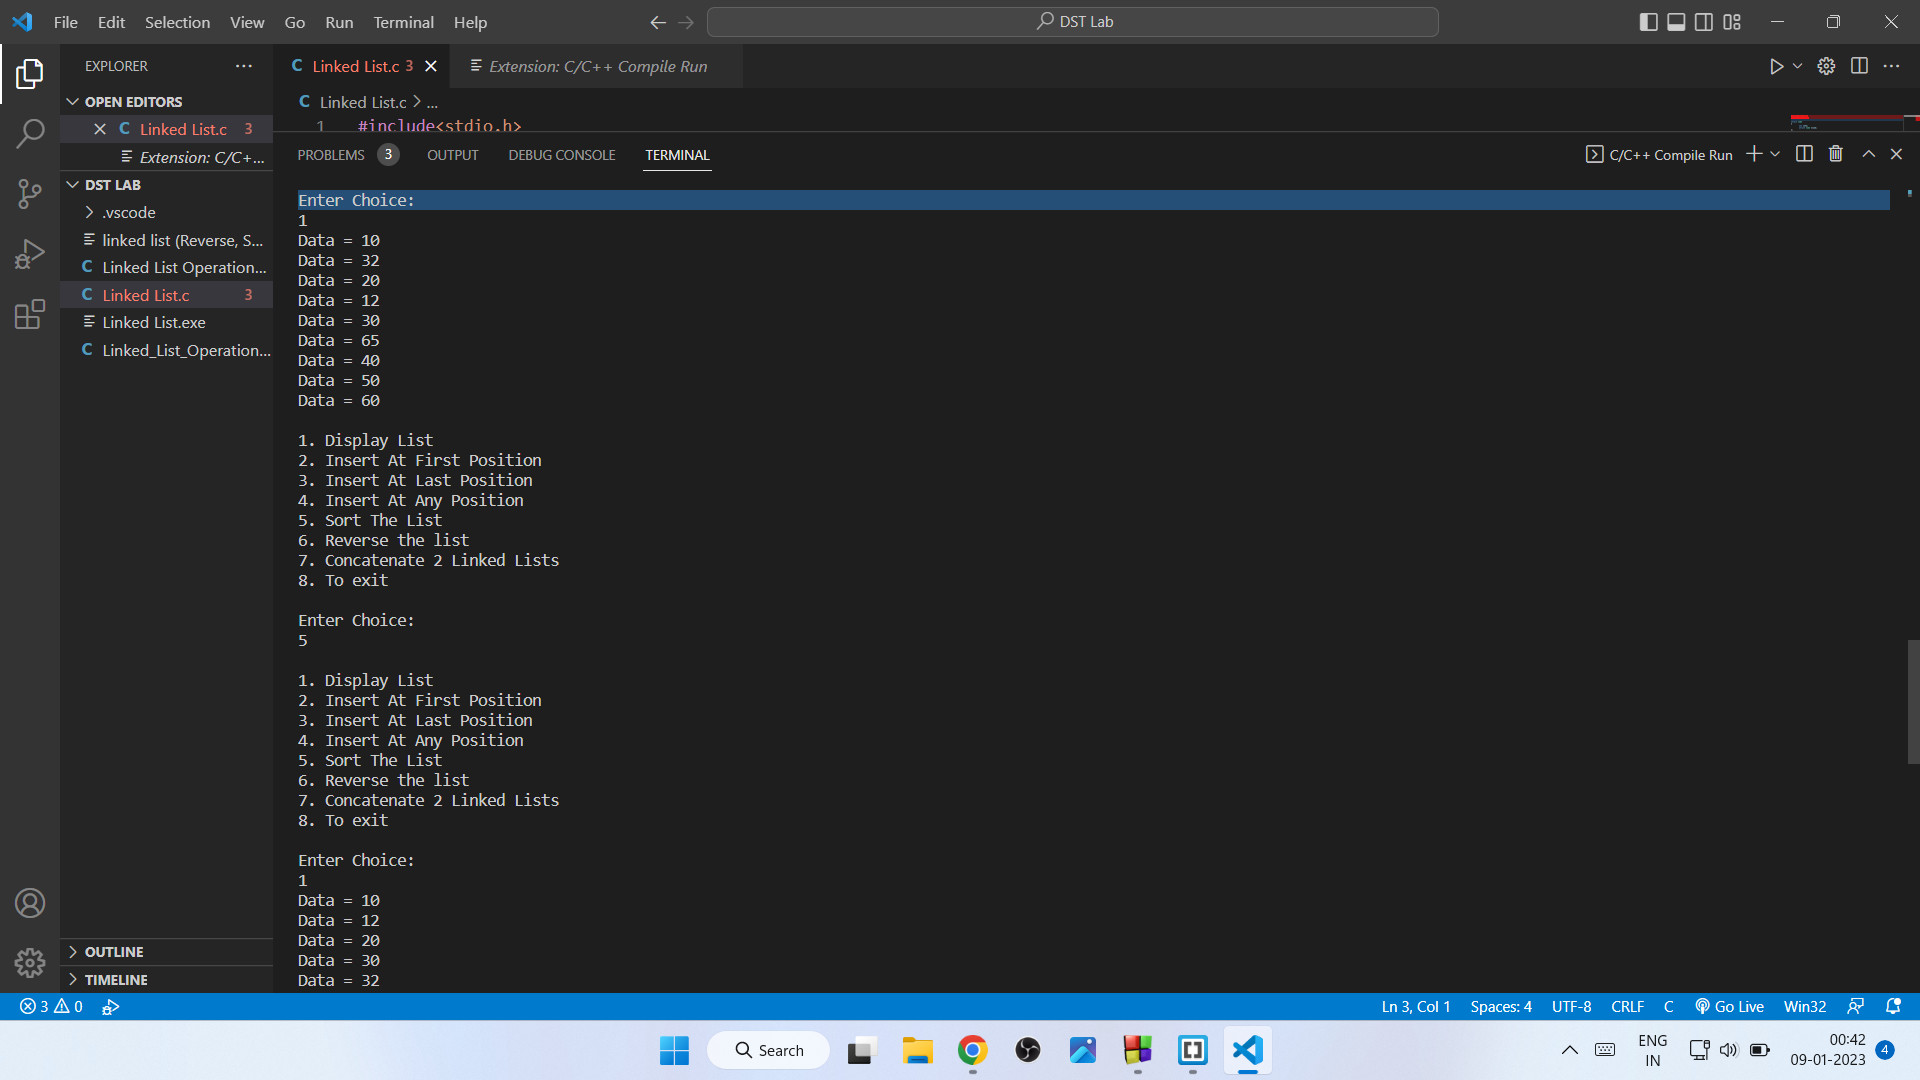 File Edit Selection View Go Run Terminal Help
DST Lab
EXPLORER
Linked List.c 3
Extension: C/C++ Compile Run
OPEN EDITORS
Linked List.c > ...
Linked List.c 3
1 #include<stdio.h>
Extension: C/C+...
PROBLEMS 3 OUTPUT DEBUG CONSOLE TERMINAL
C/C++ Compile Run
DST LAB
.vscode
linked list (Reverse, S...
Linked List Operation...
Linked List.c 3
Linked List.exe
Linked_List_Operation...
Enter Choice:
1
Data = 10
Data = 32
Data = 20
Data = 12
Data = 30
Data = 65
Data = 40
Data = 50
Data = 60
1. Display List
2. Insert At First Position
3. Insert At Last Position
4. Insert At Any Position
5. Sort The List
6. Reverse the list
7. Concatenate 2 Linked Lists
8. To exit
Enter Choice:
5
1. Display List
2. Insert At First Position
3. Insert At Last Position
4. Insert At Any Position
5. Sort The List
6. Reverse the list
7. Concatenate 2 Linked Lists
8. To exit
Enter Choice:
1
Data = 10
Data = 12
Data = 20
Data = 30
Data = 32
OUTLINE
TIMELINE
3 0
Ln 3, Col 1 Spaces: 4 UTF-8 CRLF C Go Live Win32
Search
ENG
IN
00:42
09-01-2023
4